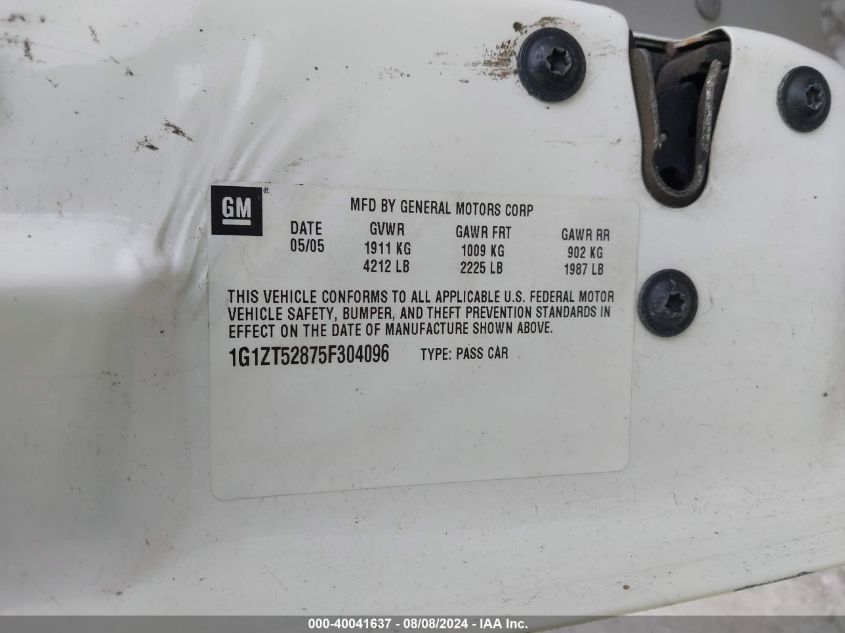 GM
MFD BY GENERAL MOTORS CORP
DATE GVWR GAWR FRT GAWR RR
05/05 1911 KG 1009 KG 902 KG
4212 LB 2225 LB 1987 LB
THIS VEHICLE CONFORMS TO ALL APPLICABLE U.S. FEDERAL MOTOR
VEHICLE SAFETY, BUMPER, AND THEFT PREVENTION STANDARDS IN
EFFECT ON THE DATE OF MANUFACTURE SHOWN ABOVE.
1G1ZT52875F304096 TYPE: PASS CAR
000-40041637 - 08/08/2024 - IAA Inc.